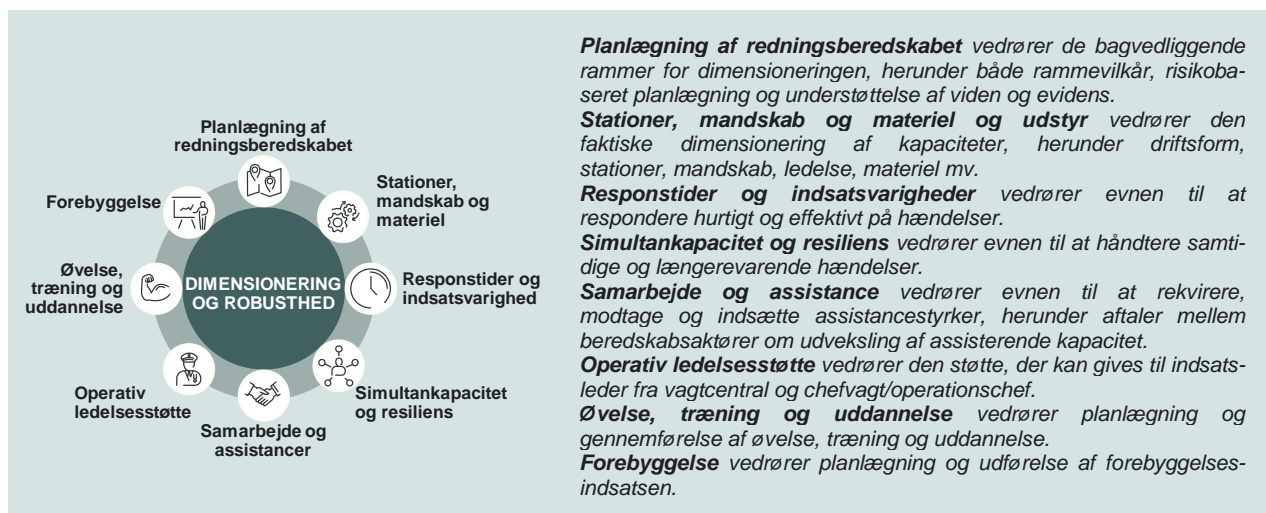 Planlægning af
redningsberedskabet
Stationer,
mandskab og
materiel
Responstider og
indsatsvarighed
Simultankapacitet
og resiliens
Samarbejde og
assistancer
Operativ
ledelsesstøtte
Øvelse,
træning og
uddannelse
Forebyggelse
DIMENSIONERING
OG ROBUSTHED
Planlægning af redningsberedskabet vedrører de bagvedliggende
rammer for dimensioneringen, herunder både rammevilkår, risikoba-
seret planlægning og understøttelse af viden og evidens.
Stationer, mandskab og materiel og udstyr vedrører den
faktiske dimensionering af kapaciteter, herunder driftsform,
stationer, mandskab, ledelse, materiel mv.
Responstider og indsatsvarigheder vedrører evnen til at
respondere hurtigt og effektivt på hændelser.
Simultankapacitet og resiliens vedrører evnen til at håndtere samti-
dige og længerevarende hændelser.
Samarbejde og assistance vedrører evnen til at rekvirere,
modtage og indsætte assistancestyrker, herunder aftaler mellem
beredskabsaktører om udveksling af assisterende kapacitet.
Operativ ledelsesstøtte vedrører den støtte, der kan gives til indsats-
leder fra vagtcentral og chefvagt/operationschef.
Øvelse, træning og uddannelse vedrører planlægning og
gennemførelse af øvelse, træning og uddannelse.
Forebyggelse vedrører planlægning og udførelse af forebyggelses-
indsatsen.